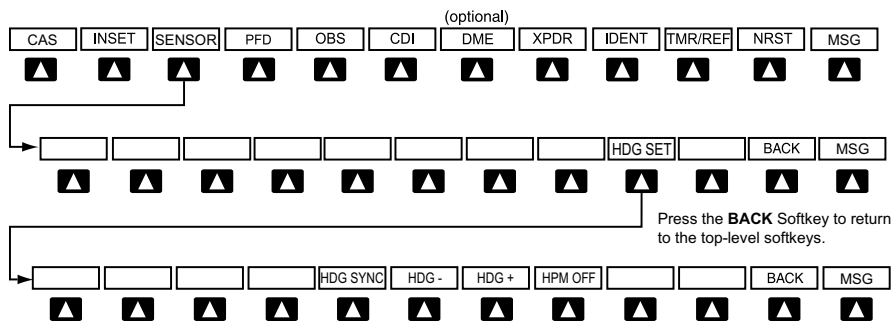 (optional)
CAS INSET SENSOR PFD OBS CDI DME XPDR IDENT TMR/REF NRST MSG
HDG SET BACK MSG
Press the BACK Softkey to return
to the top-level softkeys.
HDG SYNC HDG - HDG + HPM OFF BACK MSG